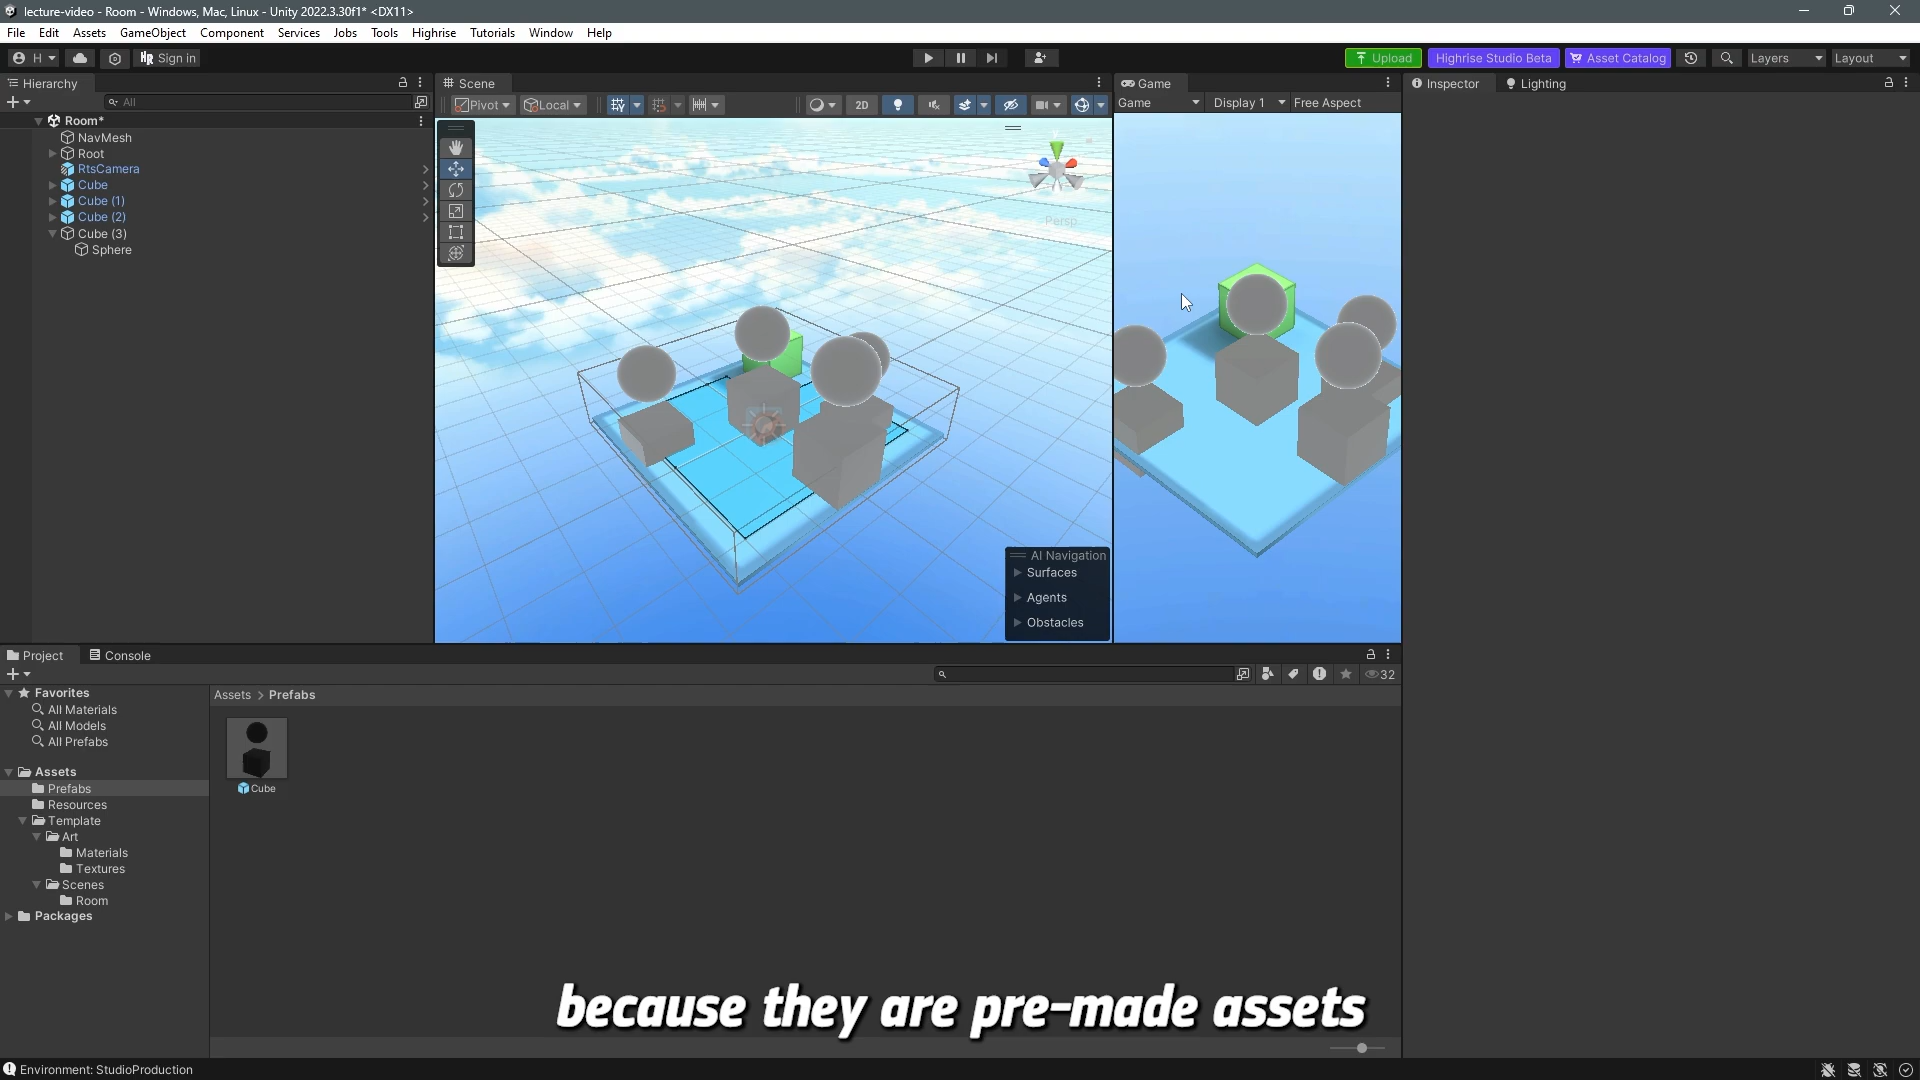 lecture-video - Room - Windows, Mac, Linux - Unity 2022.3.30f1* <DX11>
File Edit Assets GameObject Component Services Jobs Tools Highrise Tutorials Window Help
H Sign in Upload Highrise Studio Beta Asset Catalog Layers Layout
Hierarchy Scene Game Inspector Lighting
All Pivot Local 2D Game Display 1 Free Aspect
Room*
NavMesh
Root
RtsCamera
Cube
Cube (1)
Cube (2)
Cube (3)
Sphere
y
Persp
AI Navigation
Surfaces
Agents
Obstacles
Project Console
32
Favorites
All Materials
All Models
All Prefabs
Assets
Prefabs
Resources
Template
Art
Materials
Textures
Scenes
Room
Packages
Assets > Prefabs
Cube
because they are pre-made assets
Environment: StudioProduction